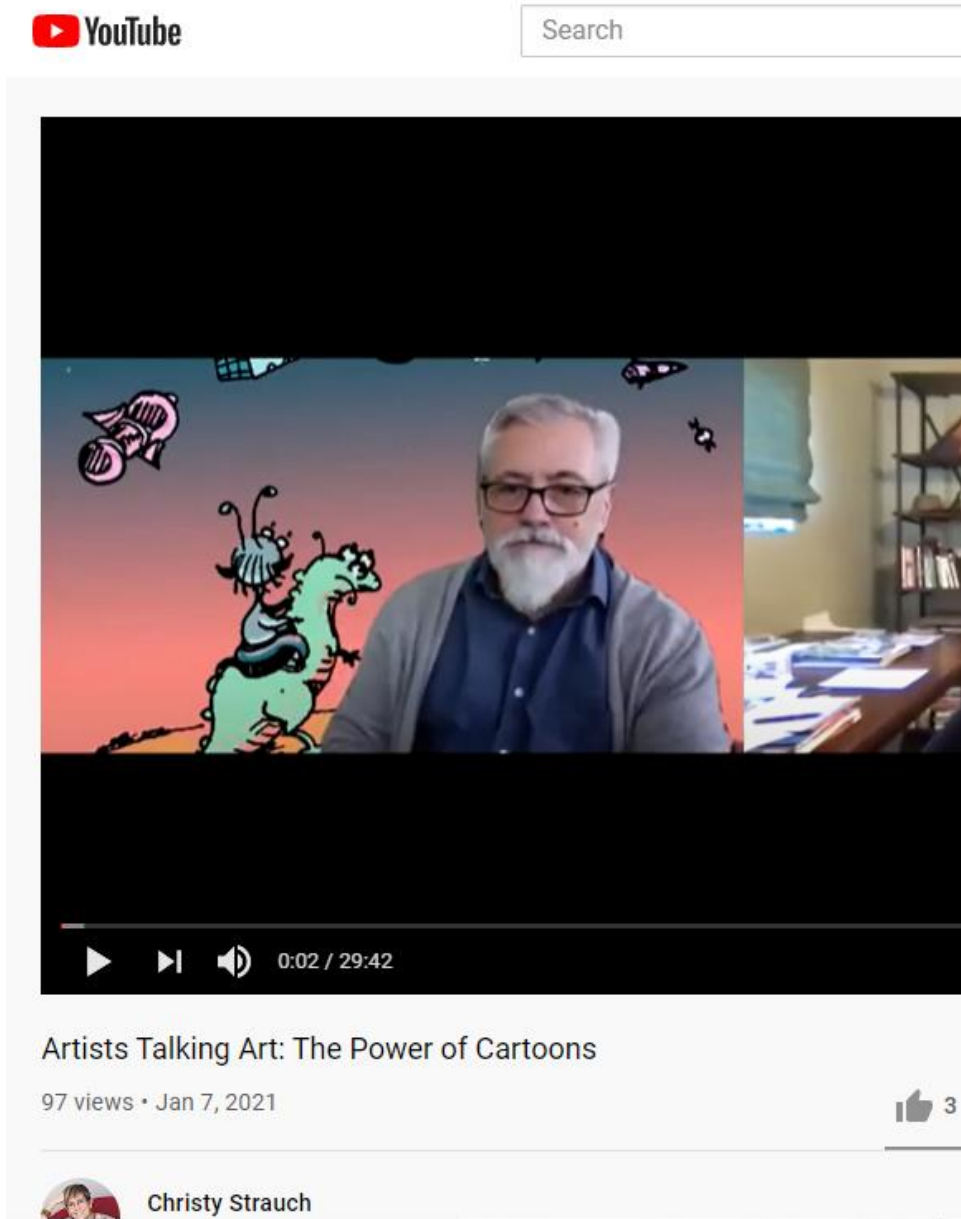 YouTube
Search
0:02 / 29:42
Artists Talking Art: The Power of Cartoons
97 views • Jan 7, 2021
3
Christy Strauch